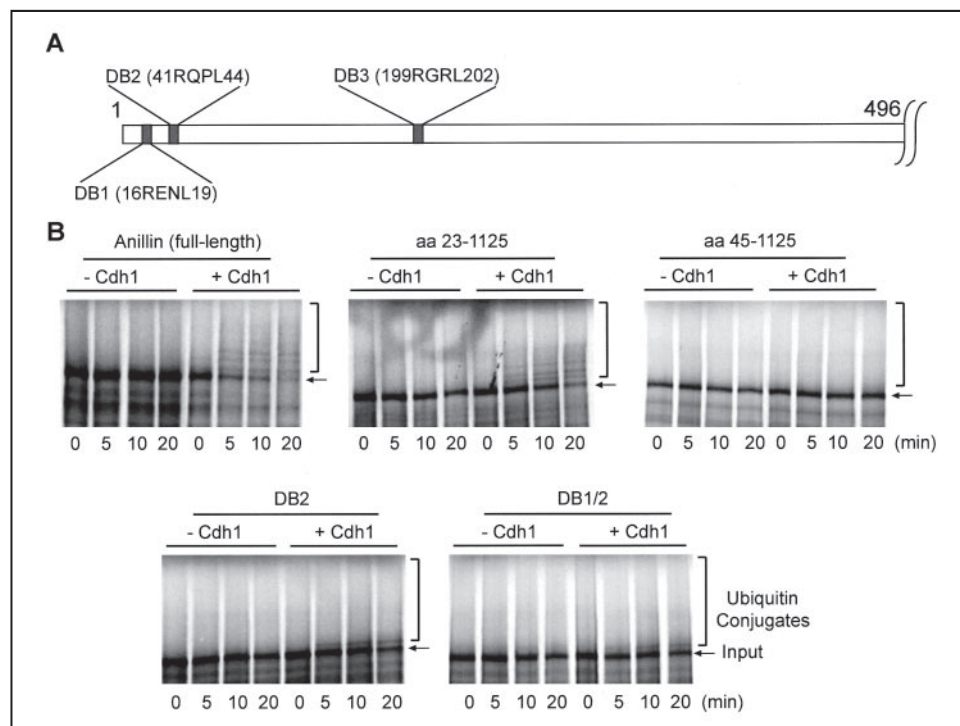 A
DB2 (41RQPL44)
DB3 (199RGRL202)
1
496
DB1 (16RENL19)
B
Anillin (full-length)
aa 23-1125
aa 45-1125
- Cdh1 + Cdh1
- Cdh1 + Cdh1
- Cdh1 + Cdh1
0 5 10 20 0 5 10 20
0 5 10 20 0 5 10 20
0 5 10 20 0 5 10 20 (min)
DB2
DB1/2
- Cdh1 + Cdh1
- Cdh1 + Cdh1
Ubiquitin
Conjugates
Input
0 5 10 20 0 5 10 20
0 5 10 20 0 5 10 20 (min)